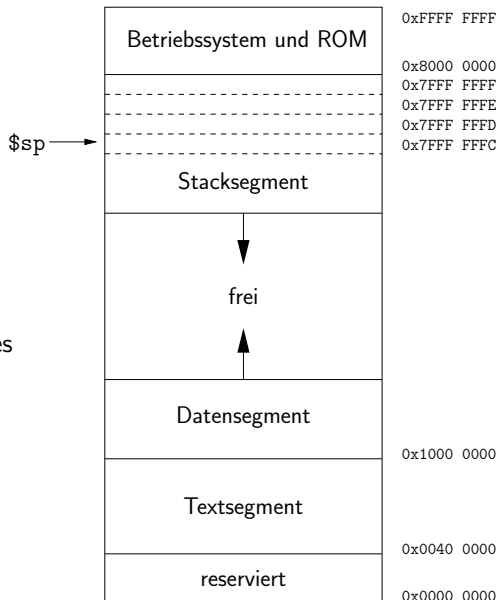 0xFFFF FFFF
Betriebssystem und ROM
0x8000 0000
0x7FFF FFFF
0x7FFF FFFE
0x7FFF FFFD
$sp
0x7FFF FFFC
Stacksegment
frei
es
Datensegment
0x1000 0000
Textsegment
0x0040 0000
reserviert
0x0000 0000